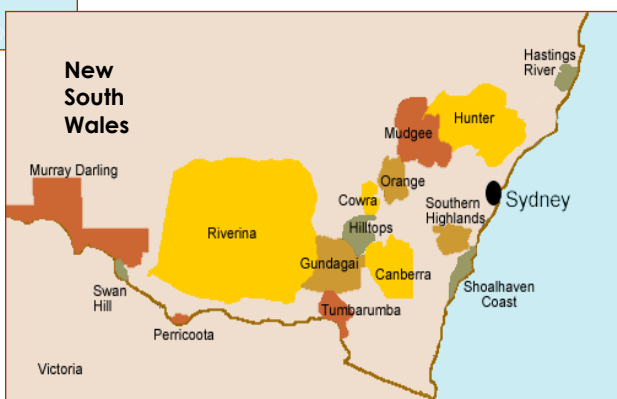 New
South
Wales
Hastings
River
Hunter
Mudgee
Murray Darling
Orange
Cowra
Southern
Highlands
Sydney
Hilltops
Riverina
Gundagai
Canberra
Swan
Hill
Shoalhaven
Coast
Tumbarumba
Perricoota
Victoria